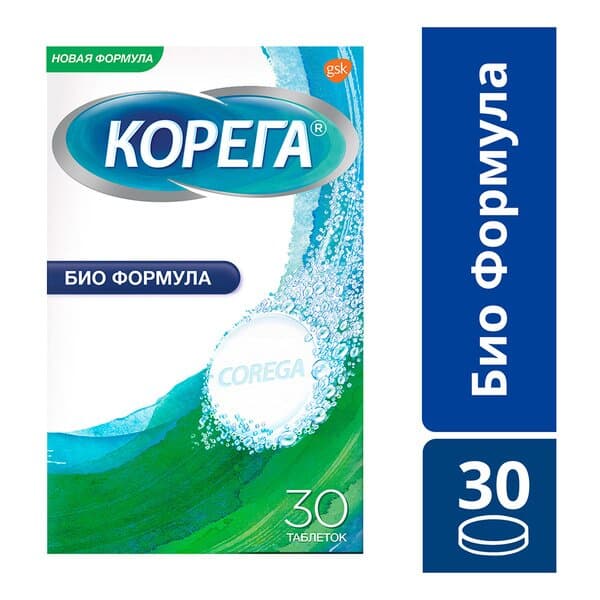 НОВАЯ ФОРМУЛА
gsk
КОРЕГА®
БИО ФОРМУЛА
COREGA
30
ТАБЛЕТОК
Био Формула
30